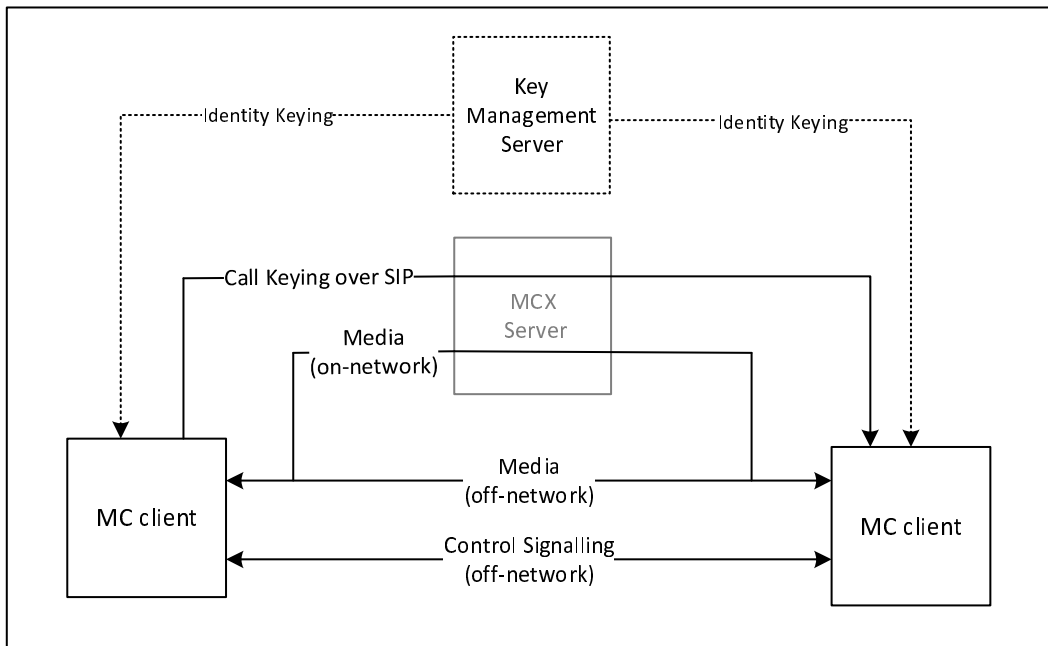 Key
Management
Server
Identity Keying
Identity Keying
Call Keying over SIP
MCX
Server
Media
(on-network)
Media
(off-network)
MC client
MC client
Control Signalling
(off-network)